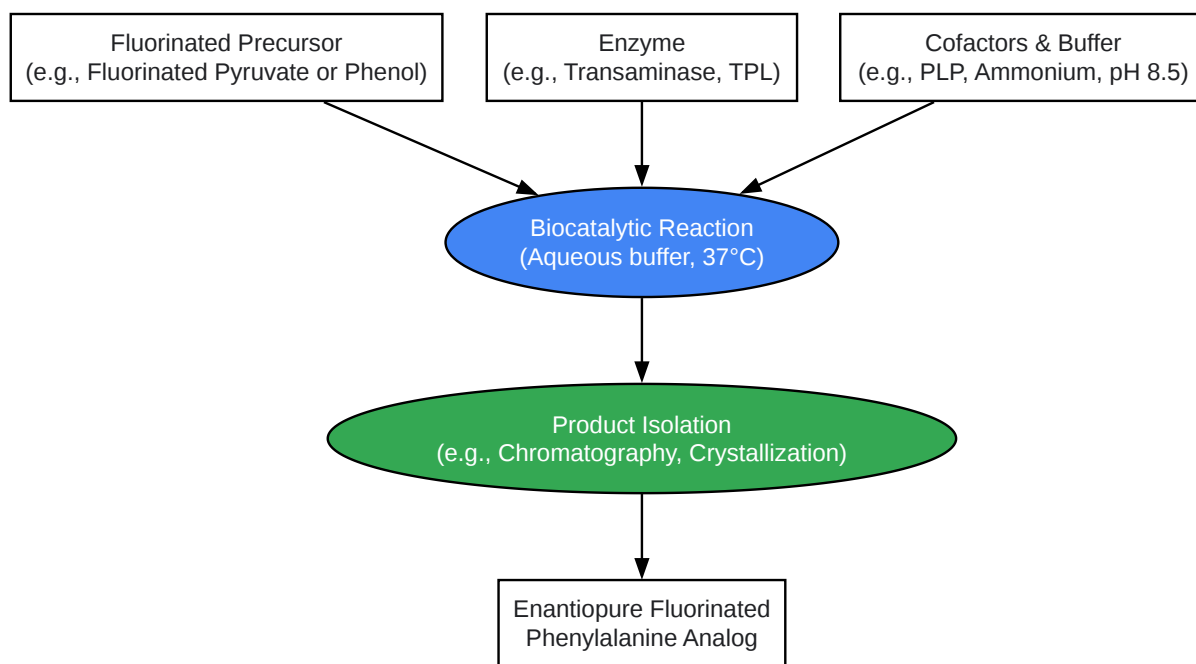 Fluorinated Precursor
(e.g., Fluorinated Pyruvate or Phenol)
Enzyme
(e.g., Transaminase, TPL)
Cofactors & Buffer
(e.g., PLP, Ammonium, pH 8.5)
Biocatalytic Reaction
(Aqueous buffer, 37°C)
Product Isolation
(e.g., Chromatography, Crystallization)
Enantiopure Fluorinated
Phenylalanine Analog